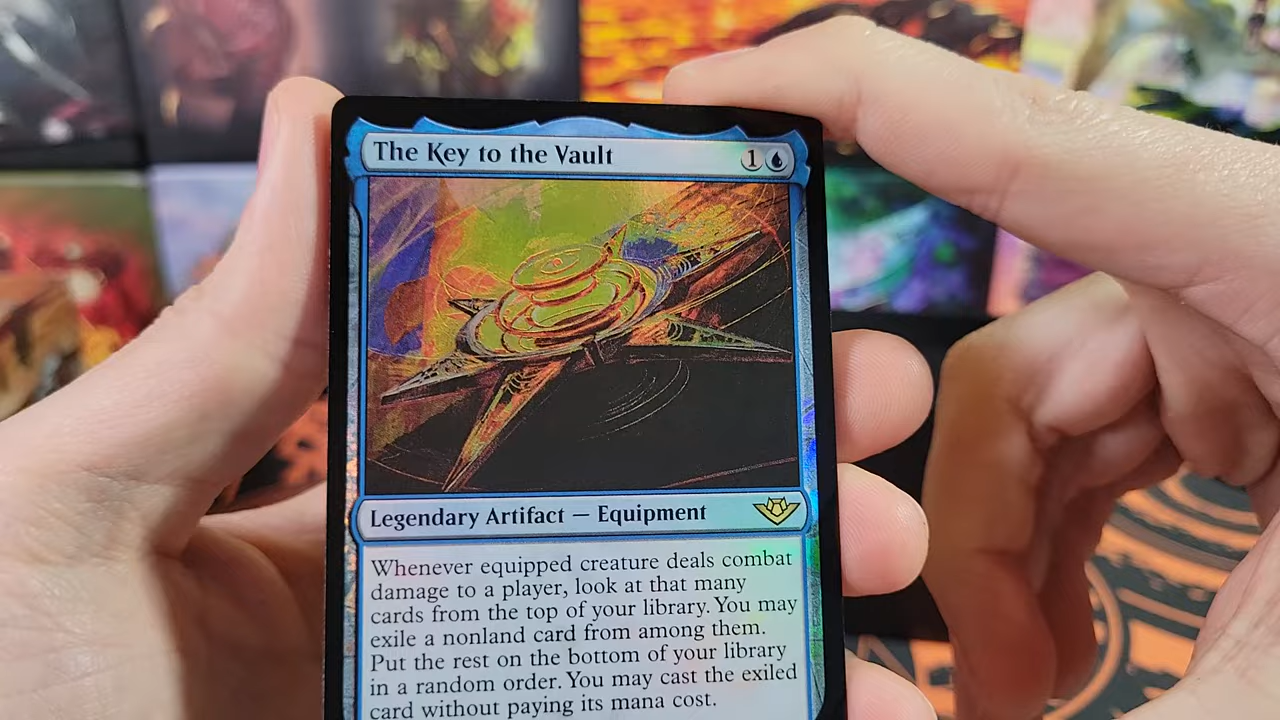 The Key to the Vault 1
Legendary Artifact — Equipment
Whenever equipped creature deals combat
damage to a player, look at that many
cards from the top of your library. You may
exile a nonland card from among them.
Put the rest on the bottom of your library
in a random order. You may cast the exiled
card without paying its mana cost.